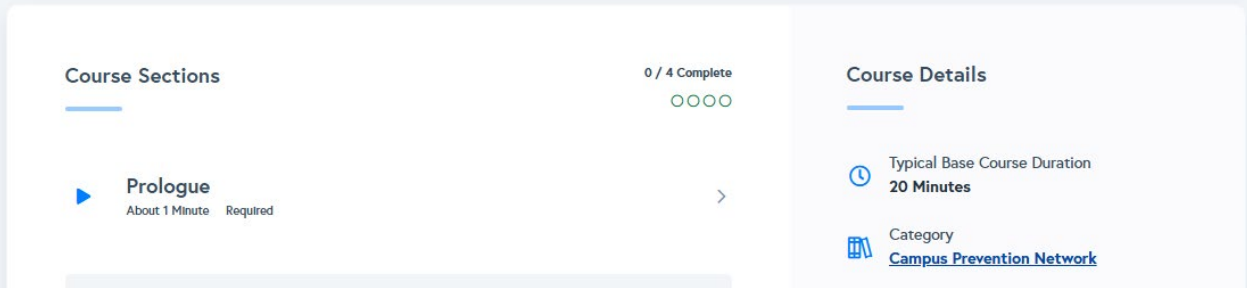 Course Sections
0 / 4 Complete
Prologue
About 1 Minute Required
Course Details
Typical Base Course Duration
20 Minutes
Category
Campus Prevention Network